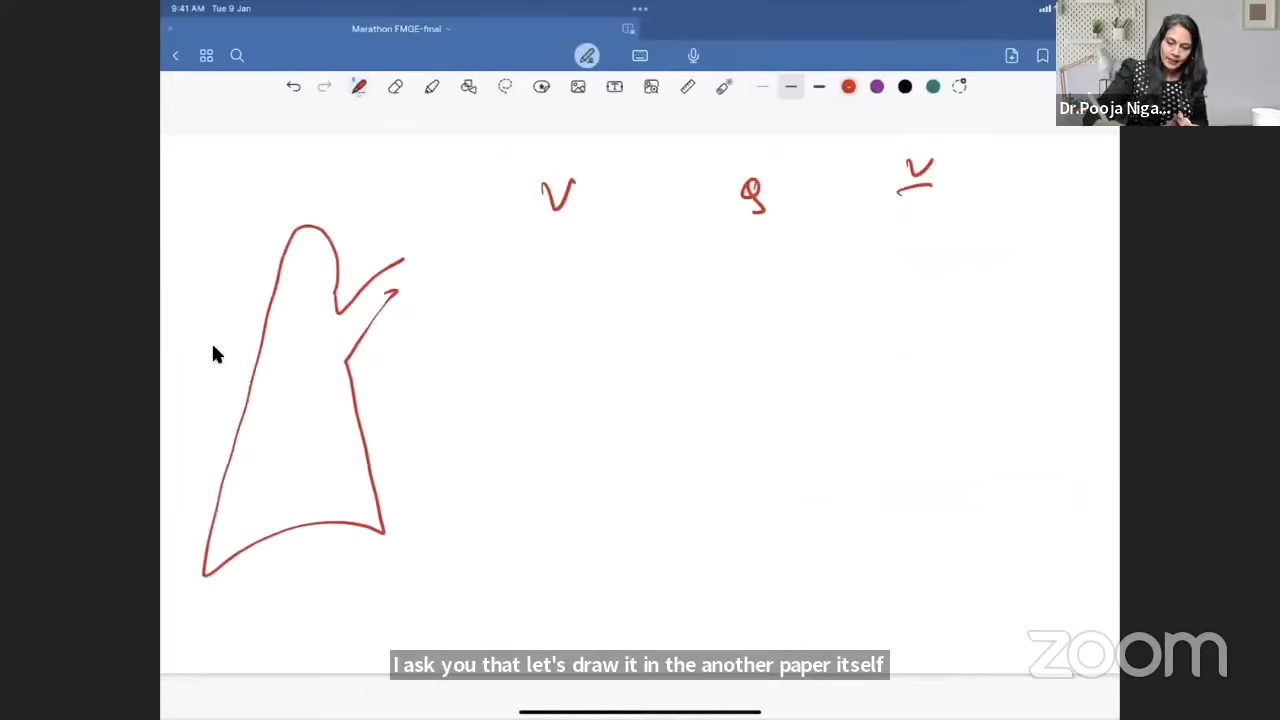 9:41 AM Tue 9 Jan
Marathon FMGE-final
Dr.Pooja Niga...
V Q V
I ask you that let's draw it in the another paper itself
zoom